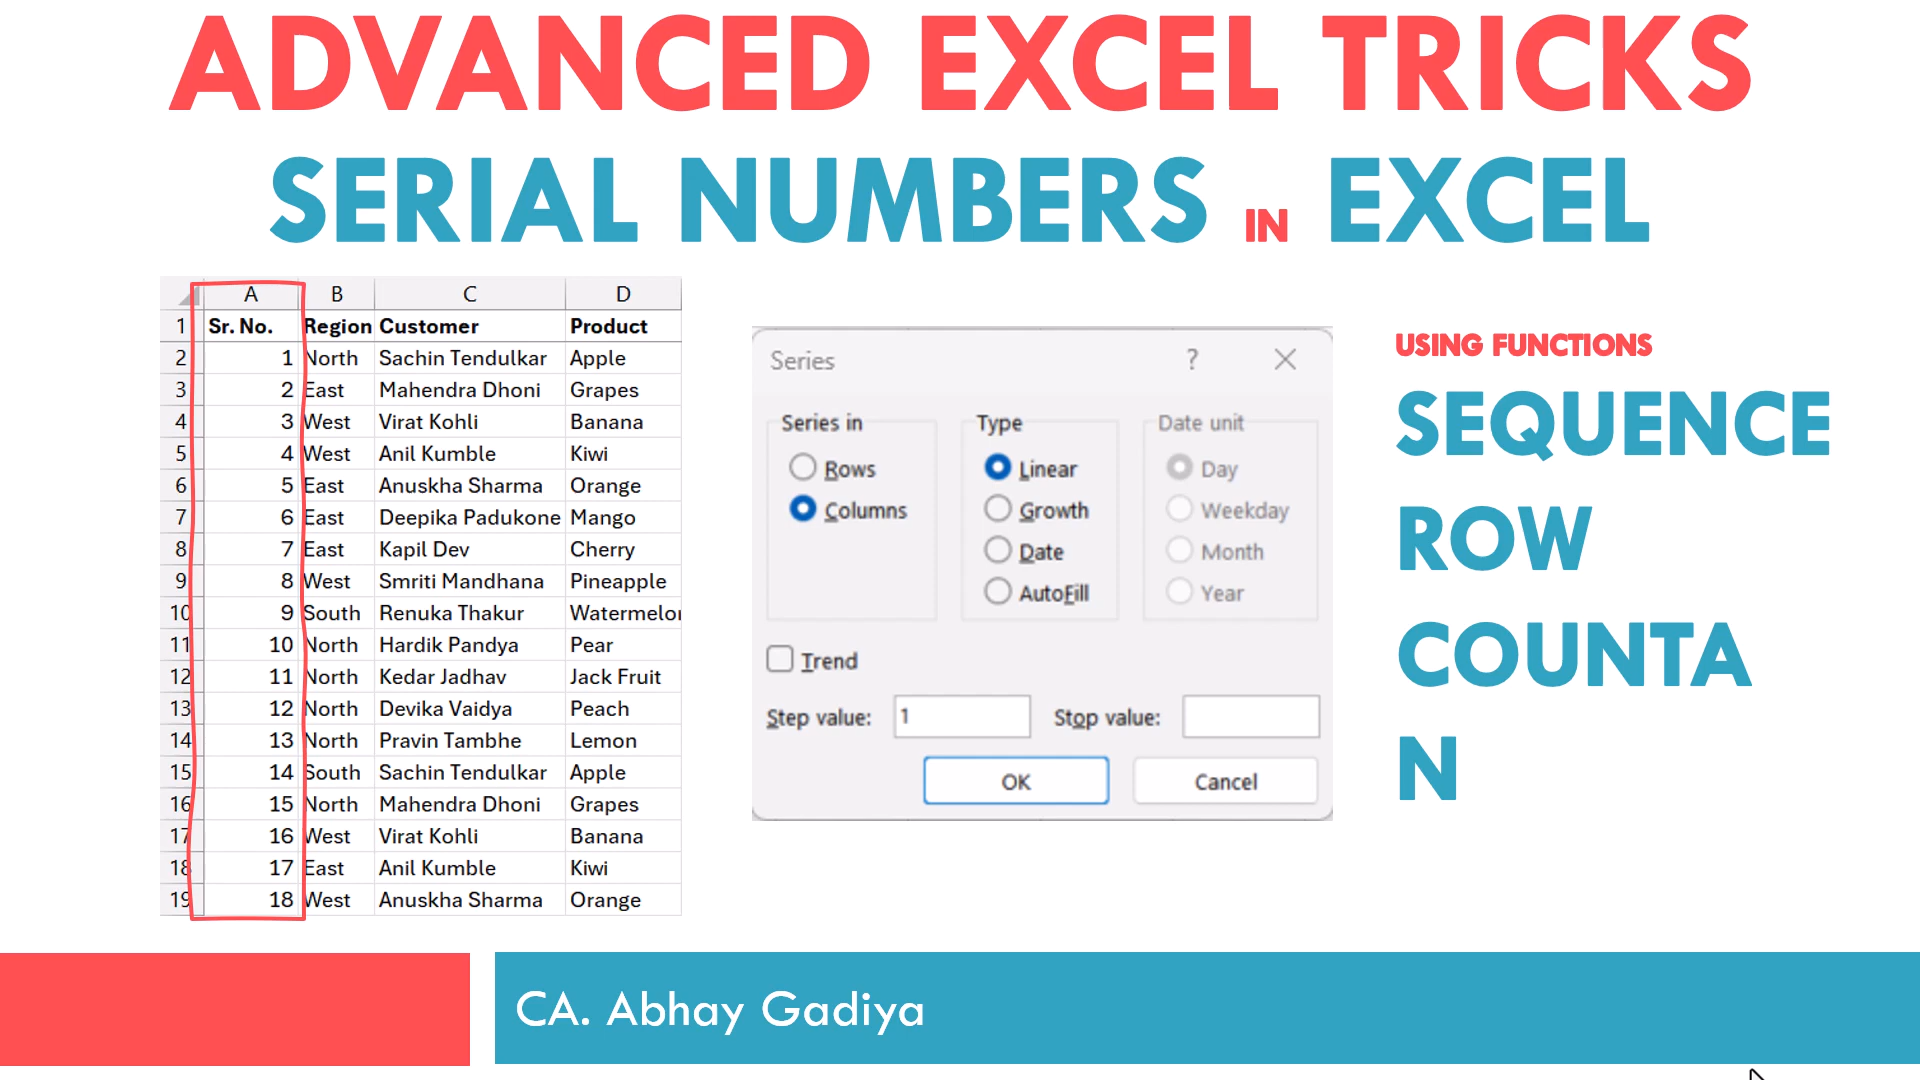 ADVANCED EXCEL TRICKS
SERIAL NUMBERS IN EXCEL
A B C D
1 Sr. No. Region Customer Product
2 1 North Sachin Tendulkar Apple
3 2 East Mahendra Dhoni Grapes
4 3 West Virat Kohli Banana
5 4 West Anil Kumble Kiwi
6 5 East Anuskha Sharma Orange
7 6 East Deepika Padukone Mango
8 7 East Kapil Dev Cherry
9 8 West Smriti Mandhana Pineapple
10 9 South Renuka Thakur Watermelon
11 10 North Hardik Pandya Pear
12 11 North Kedar Jadhav Jack Fruit
13 12 North Devika Vaidya Peach
14 13 North Pravin Tambhe Lemon
15 14 South Sachin Tendulkar Apple
16 15 North Mahendra Dhoni Grapes
17 16 West Virat Kohli Banana
18 17 East Anil Kumble Kiwi
19 18 West Anuskha Sharma Orange
Series ?
Series in Type Date unit
Rows Linear Day
Columns Growth Weekday
Date Month
AutoFill Year
Trend
Step value: 1 Stop value:
OK Cancel
USING FUNCTIONS
SEQUENCE
ROW
COUNTA
N
CA. Abhay Gadiya